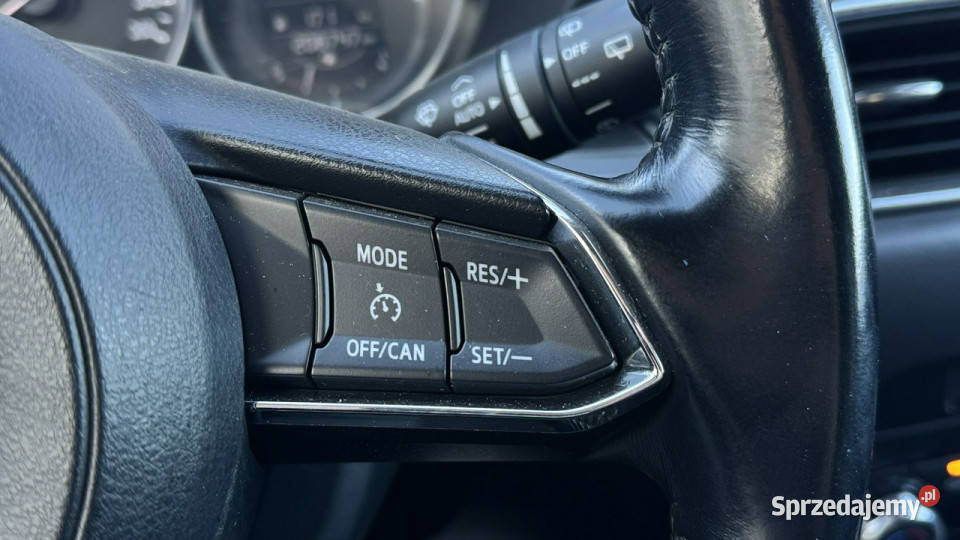 OFF
OFF
AUTO
MODE
RES/+
OFF/CAN
SET/—
Sprzedajemy.pl